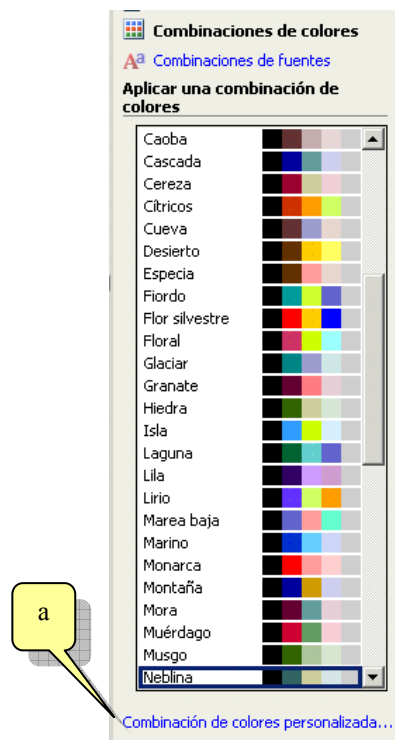 Combinaciones de colores
Aª Combinaciones de fuentes
Aplicar una combinación de
colores
Caoba
Cascada
Cereza
Cítricos
Cueva
Desierto
Especia
Fiordo
Flor silvestre
Floral
Glaciar
Granate
Hiedra
Isla
Laguna
Lila
Lirio
Marea baja
Marino
Monarca
Montaña
Mora
Muérdago
Musgo
Neblina
a
Combinación de colores personalizada...